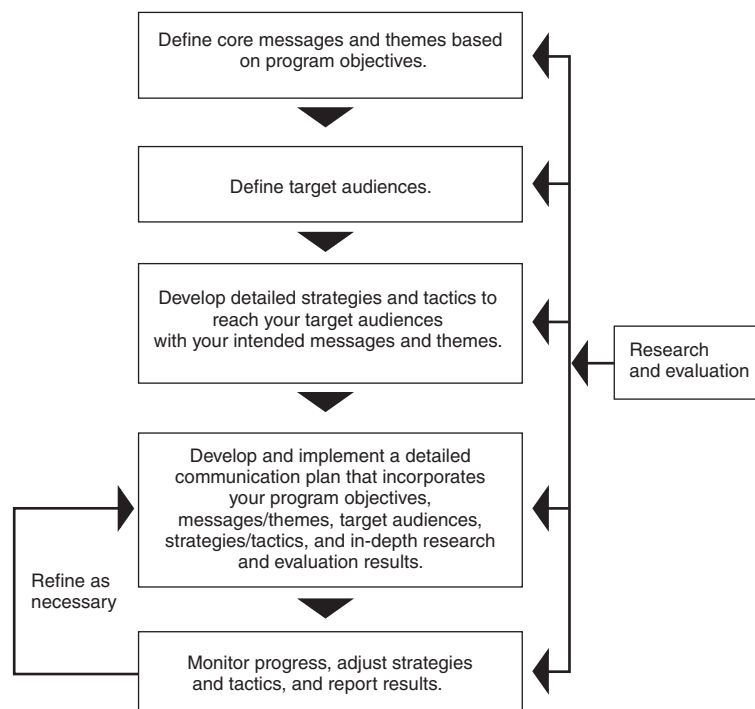 Define core messages and themes based
on program objectives.
Define target audiences.
Develop detailed strategies and tactics to
reach your target audiences
with your intended messages and themes.
Research
and evaluation
Develop and implement a detailed
communication plan that incorporates
your program objectives,
messages/themes, target audiences,
strategies/tactics, and in-depth research
and evaluation results.
Refine as
necessary
Monitor progress, adjust strategies
and tactics, and report results.